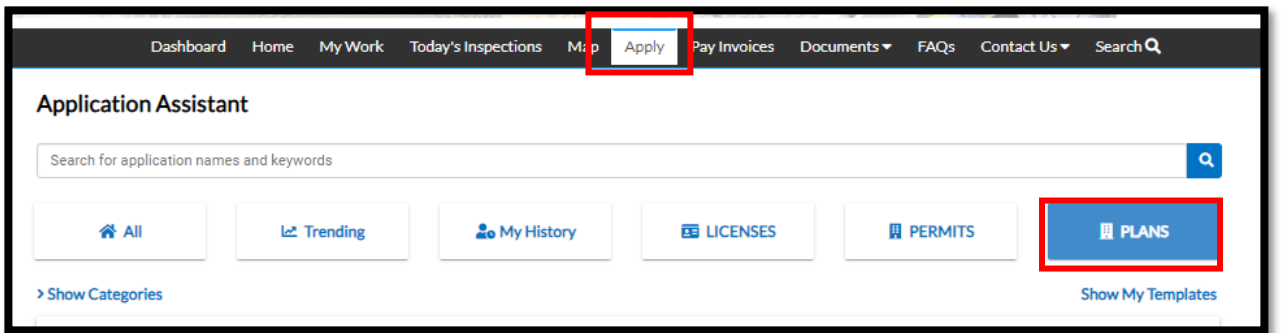 Dashboard Home My Work Today's Inspections Map Apply Pay Invoices Documents FAQs Contact Us Search
Application Assistant
Search for application names and keywords
All Trending My History LICENSES PERMITS PLANS
> Show Categories Show My Templates